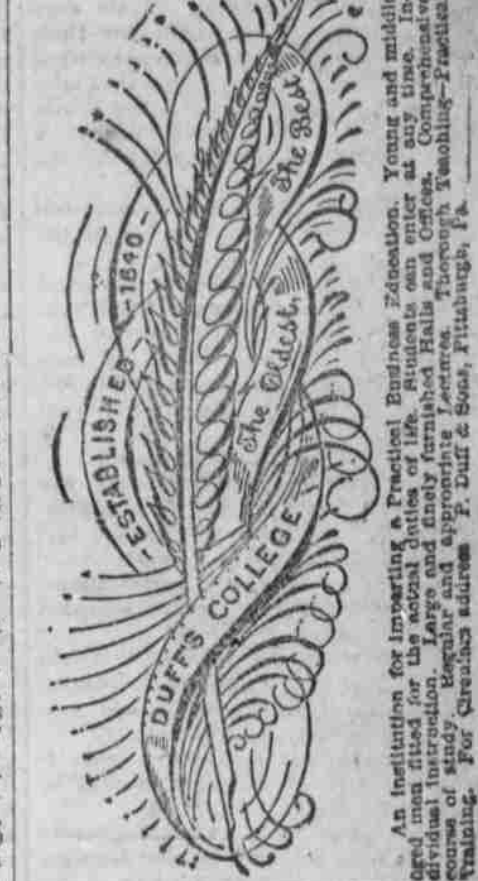 -ESTABLISHED-
-1840-
DUFF'S COLLEGE
The Oldest,
The Best
An institution for Imparting a Practical Business Education. Young and middle
aged men fitted for the actual duties of life. Students can enter at any time. In-
dividual instruction. Large and finely furnished Halls and Offices. Comprehensive
course of study. Regular and appropriate Lectures. Thorough Teaching-Practical
Training. For Circulars address P. Duff & Sons, Pittsburgh, Pa.